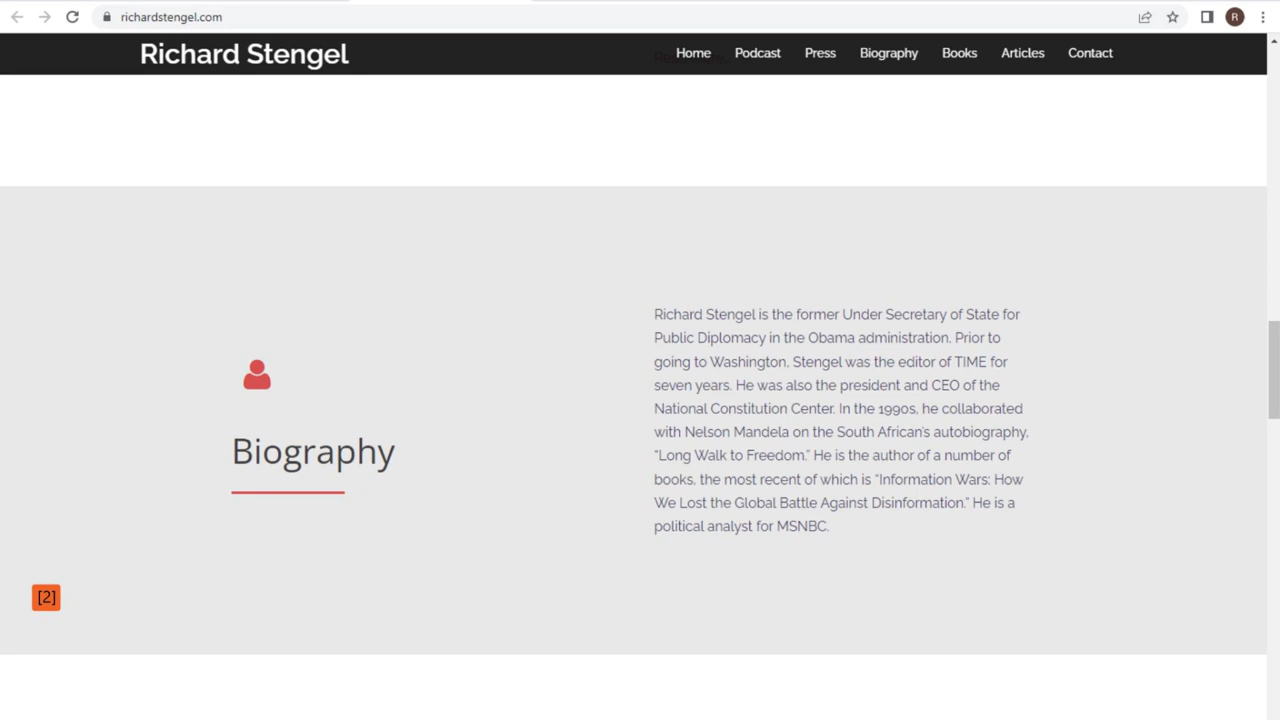 richardstengel.com
R
Richard Stengel
Home Podcast Press Biography Books Articles Contact
Richard Stengel is the former Under Secretary of State for
Public Diplomacy in the Obama administration. Prior to
going to Washington, Stengel was the editor of TIME for
seven years. He was also the president and CEO of the
National Constitution Center. In the 1990s, he collaborated
with Nelson Mandela on the South African's autobiography,
“Long Walk to Freedom.” He is the author of a number of
books, the most recent of which is “Information Wars: How
We Lost the Global Battle Against Disinformation.” He is a
political analyst for MSNBC.
Biography
[2]